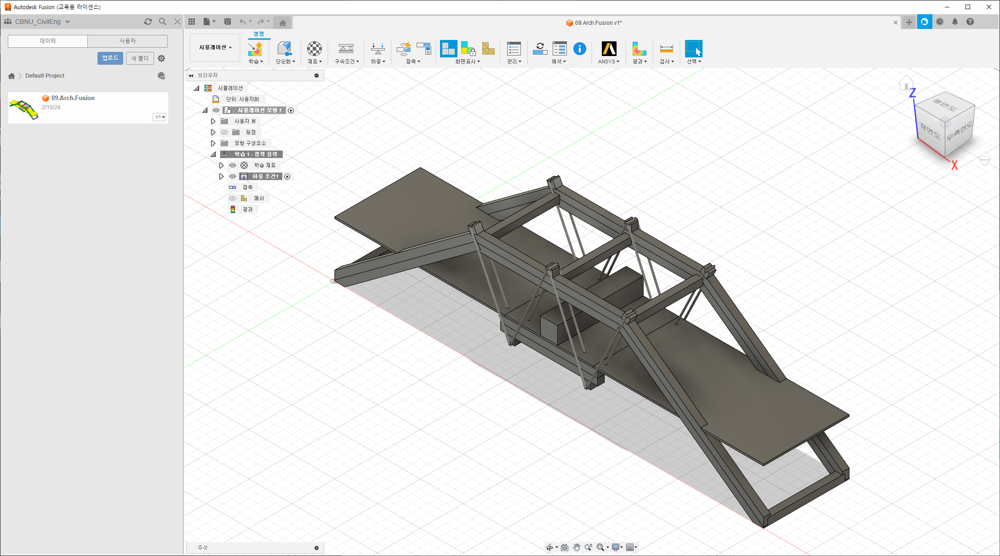 Autodesk Fusion (교육용 라이센스)
CBNU_CivilEng
09.Arch.Fusion v1*
데이터
사용자
업로드
새 폴더
Default Project
09.Arch.Fusion
2/15/24
V1
설정
시뮬레이션
학습
단순화
재료
구속조건
하중
접촉
화면표시
관리
해석
ANSYS
결과
검사
선택
브라우저
시뮬레이션
단위: 사용자화
시뮬레이션 모형 1
사용자 뷰
원점
모형 구성요소
학습 1 - 정적 응력
학습 재료
하중 조건1
접촉
메쉬
결과
Z
평면도
정면도
우측면도
X
주석